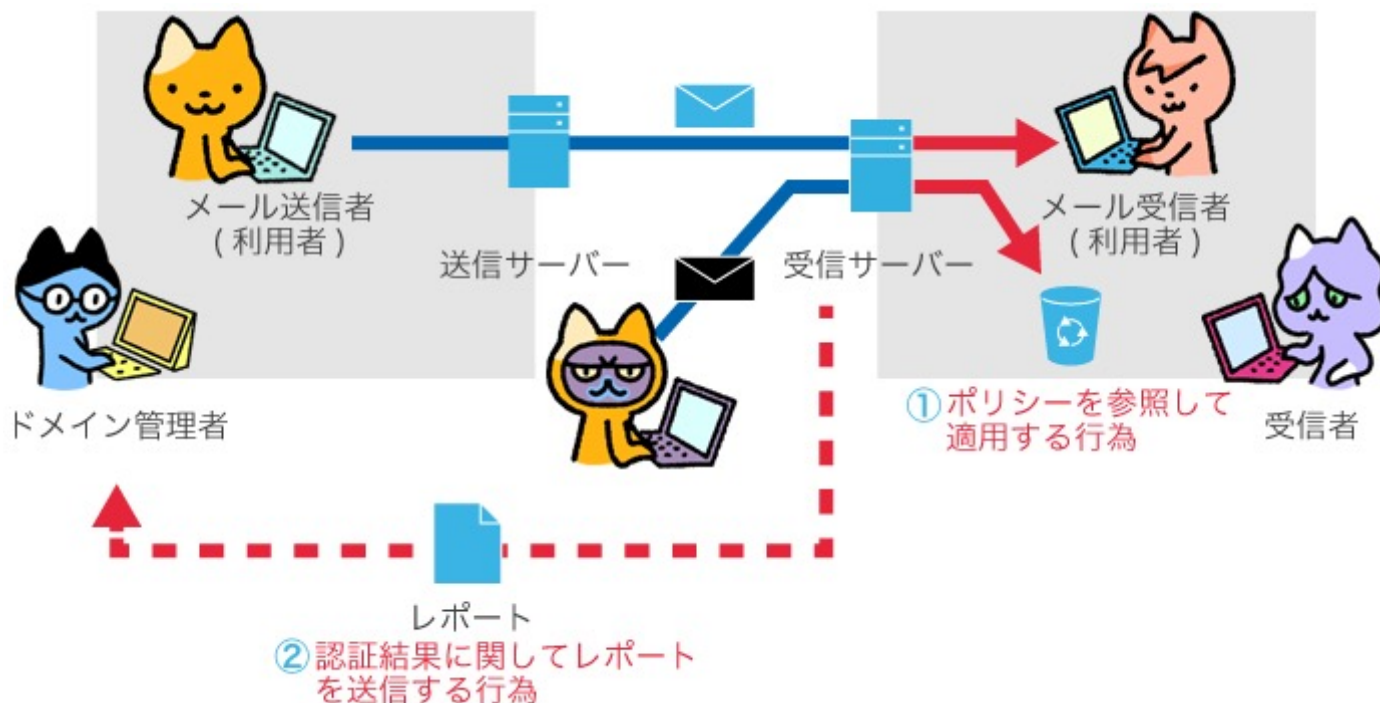 メール送信者
( 利用者 )
送信サーバー
受信サーバー
メール受信者
( 利用者 )
ドメイン管理者
① ポリシーを参照して
適用する行為
受信者
レポート
② 認証結果に関してレポート
を送信する行為